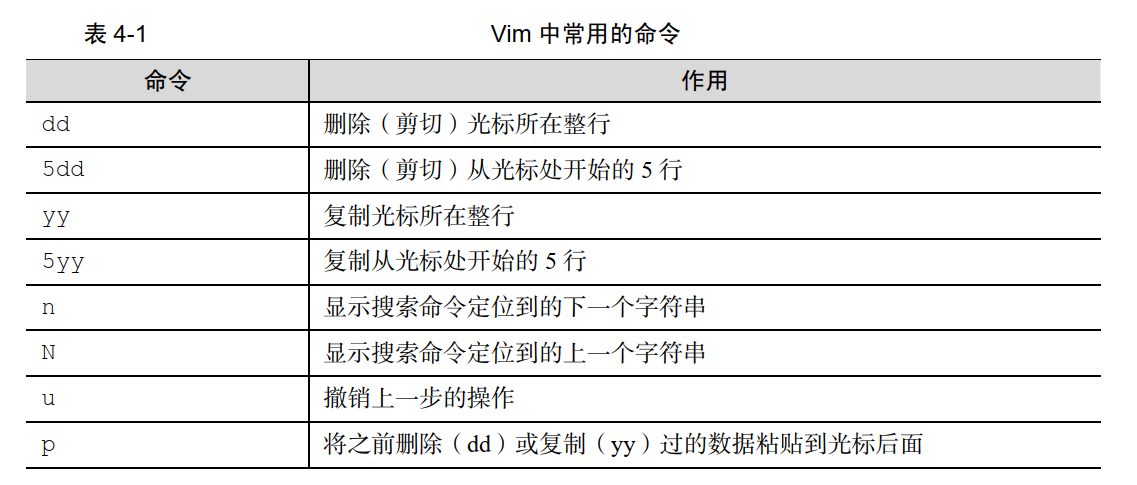 表 4-1 Vim 中常用的命令
命令 作用
dd 删除（剪切）光标所在整行
5dd 删除（剪切）从光标处开始的 5 行
yy 复制光标所在整行
5yy 复制从光标处开始的 5 行
n 显示搜索命令定位到的下一个字符串
N 显示搜索命令定位到的上一个字符串
u 撤销上一步的操作
p 将之前删除（dd）或复制（yy）过的数据粘贴到光标后面